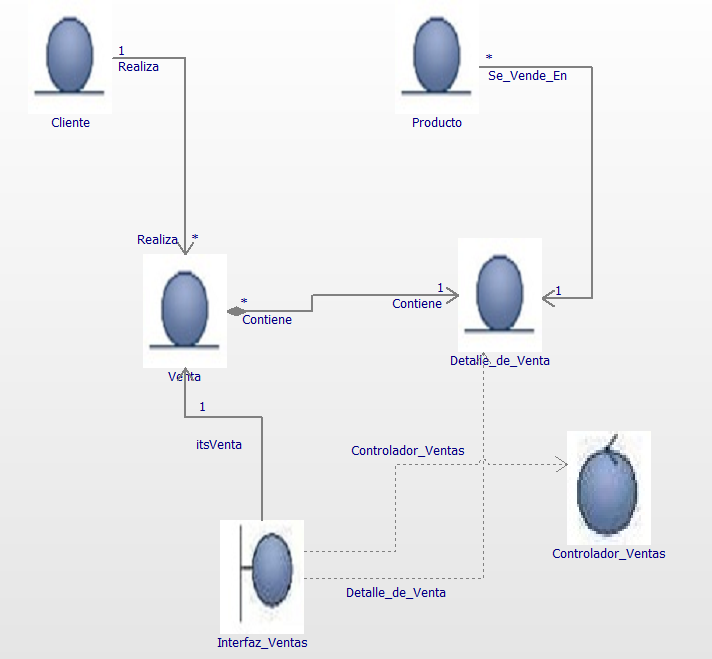 1
Realiza
*
Se_Vende_En
Cliente
Producto
Realiza
*
*
Contiene
1
Contiene
1
Venta
Detalle_de_Venta
1
itsVenta
Controlador_Ventas
Controlador_Ventas
Detalle_de_Venta
Interfaz_Ventas